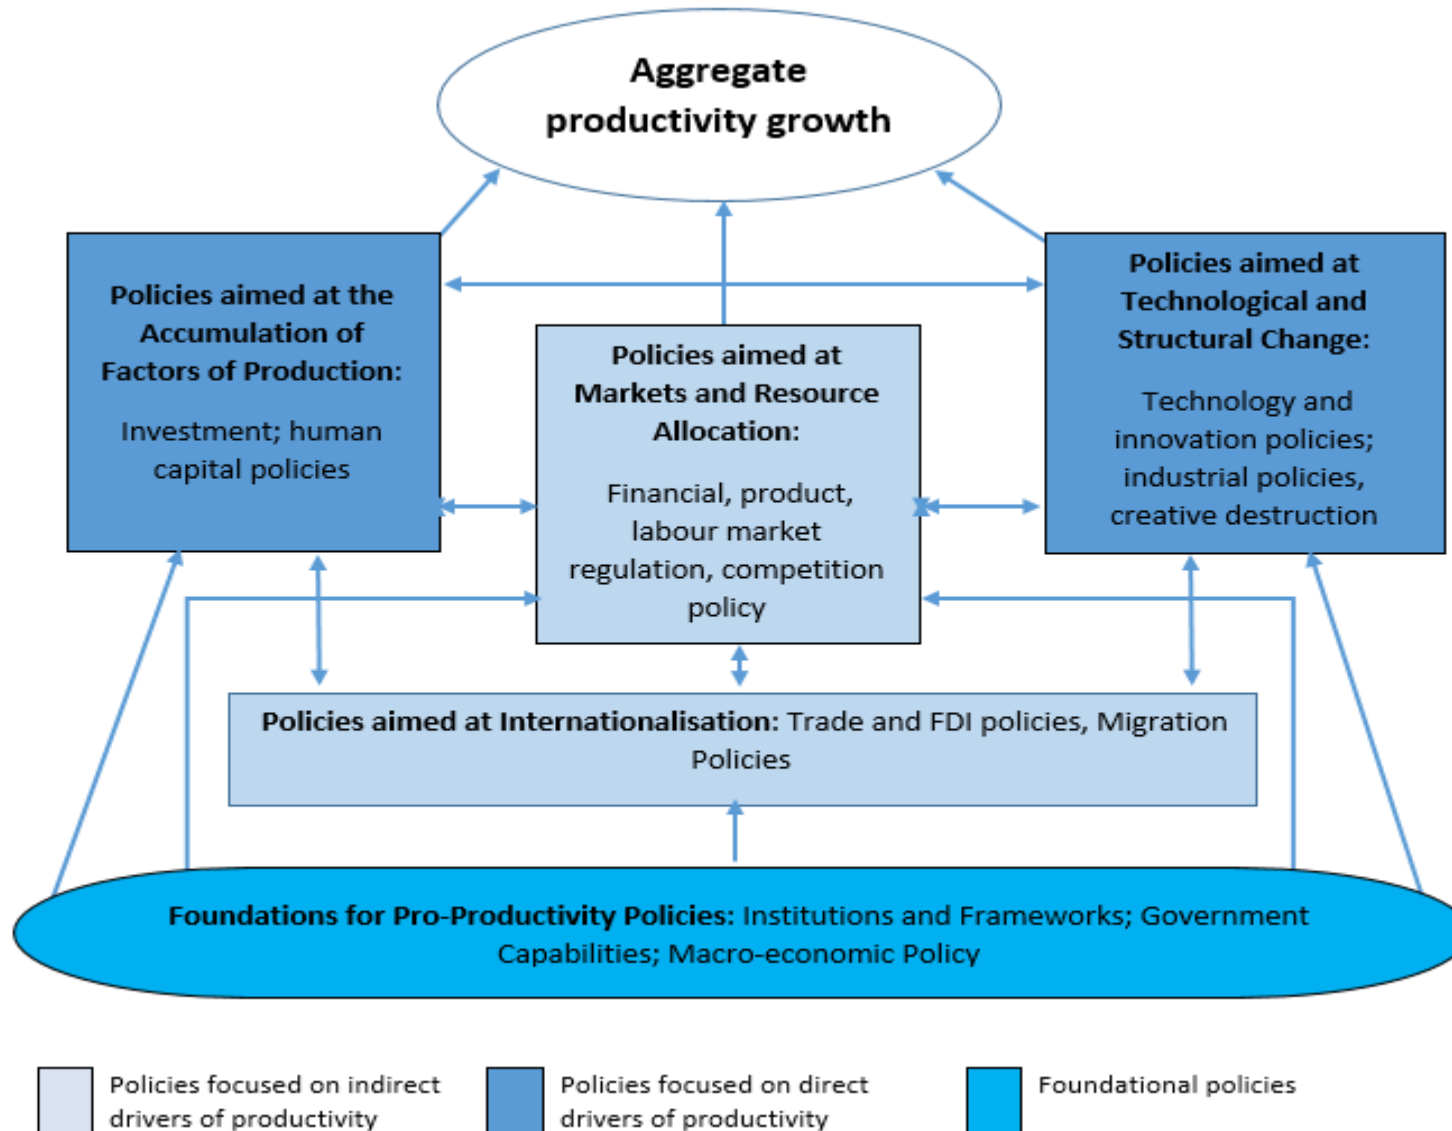 Aggregate
productivity growth
Policies aimed at the
Accumulation of
Factors of Production:
Investment; human
capital policies
Policies aimed at
Markets and Resource
Allocation:
Financial, product,
labour market
regulation, competition
policy
Policies aimed at
Technological and
Structural Change:
Technology and
innovation policies;
industrial policies,
creative destruction
Policies aimed at Internationalisation: Trade and FDI policies, Migration
Policies
Foundations for Pro-Productivity Policies: Institutions and Frameworks; Government
Capabilities; Macro-economic Policy
Policies focused on indirect
drivers of productivity
Policies focused on direct
drivers of productivity
Foundational policies